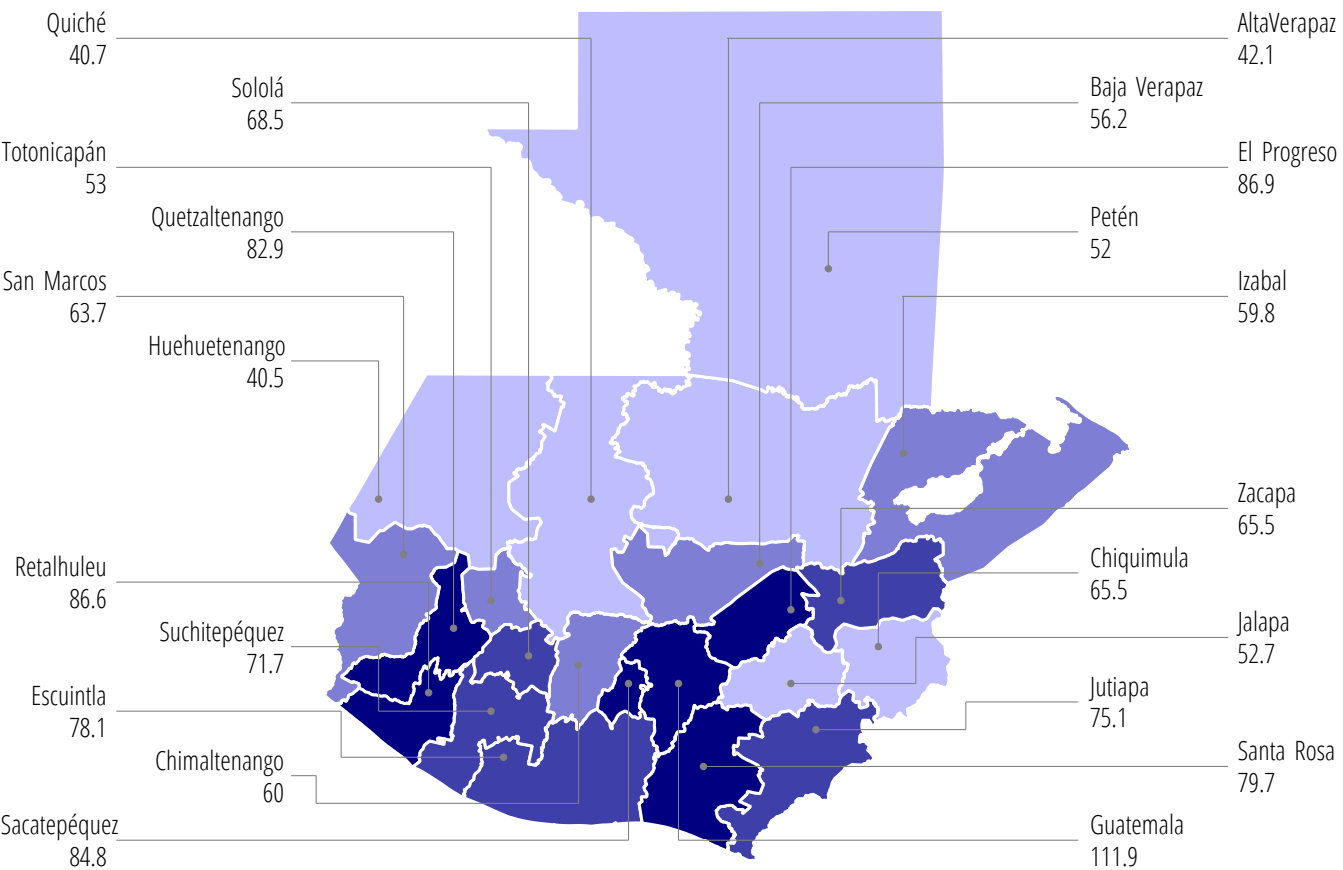 Quiché
40.7
Sololá
68.5
Totonicapán
53
Quetzaltenango
82.9
San Marcos
63.7
Huehuetenango
40.5
Retalhuleu
86.6
Suchitepéquez
71.7
Escuintla
78.1
Chimaltenango
60
Sacatepéquez
84.8
AltaVerapaz
42.1
Baja Verapaz
56.2
El Progreso
86.9
Petén
52
Izabal
59.8
Zacapa
65.5
Chiquimula
65.5
Jalapa
52.7
Jutiapa
75.1
Santa Rosa
79.7
Guatemala
111.9